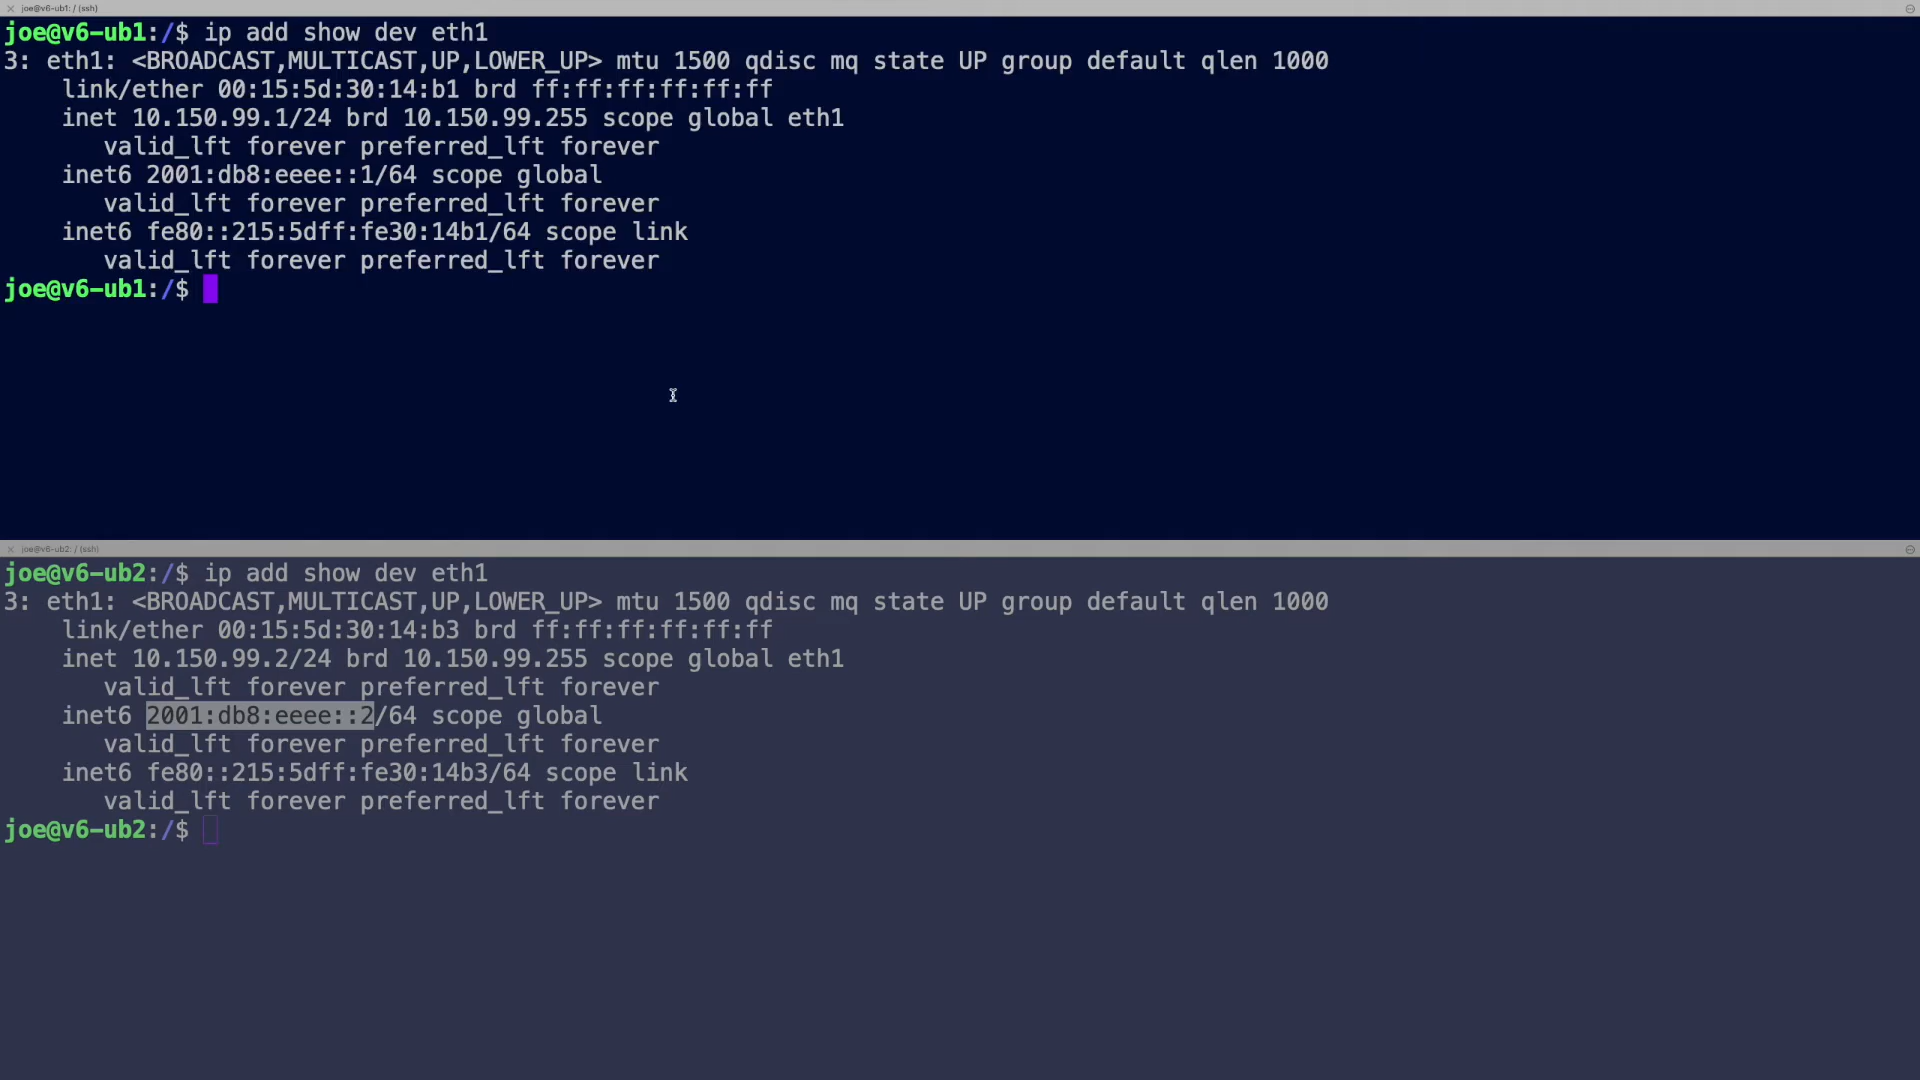 joe@v6-ub1: / (ssh)
joe@v6-ub1:/$ ip add show dev eth1
3: eth1: <BROADCAST,MULTICAST,UP,LOWER_UP> mtu 1500 qdisc mq state UP group default qlen 1000
link/ether 00:15:5d:30:14:b1 brd ff:ff:ff:ff:ff:ff
inet 10.150.99.1/24 brd 10.150.99.255 scope global eth1
valid_lft forever preferred_lft forever
inet6 2001:db8:eeee::1/64 scope global
valid_lft forever preferred_lft forever
inet6 fe80::215:5dff:fe30:14b1/64 scope link
valid_lft forever preferred_lft forever
joe@v6-ub1:/$
joe@v6-ub2: / (ssh)
joe@v6-ub2:/$ ip add show dev eth1
3: eth1: <BROADCAST,MULTICAST,UP,LOWER_UP> mtu 1500 qdisc mq state UP group default qlen 1000
link/ether 00:15:5d:30:14:b3 brd ff:ff:ff:ff:ff:ff
inet 10.150.99.2/24 brd 10.150.99.255 scope global eth1
valid_lft forever preferred_lft forever
inet6 2001:db8:eeee::2/64 scope global
valid_lft forever preferred_lft forever
inet6 fe80::215:5dff:fe30:14b3/64 scope link
valid_lft forever preferred_lft forever
joe@v6-ub2:/$